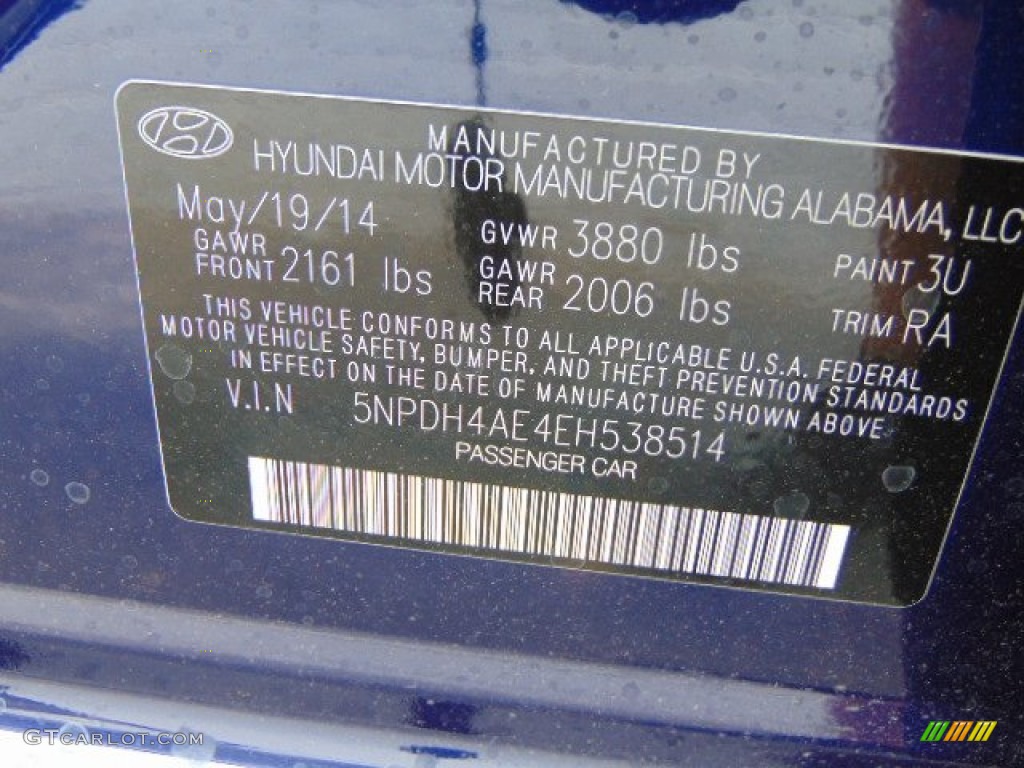 MANUFACTURED BY
HYUNDAI MOTOR MANUFACTURING ALABAMA, LLC
May/19/14 GVWR 3880 lbs PAINT 3U
GAWR FRONT 2161 lbs GAWR REAR 2006 lbs TRIM RA
THIS VEHICLE CONFORMS TO ALL APPLICABLE U.S.A. FEDERAL
MOTOR VEHICLE SAFETY, BUMPER, AND THEFT PREVENTION STANDARDS
IN EFFECT ON THE DATE OF MANUFACTURE SHOWN ABOVE
V.I.N 5NPDH4AE4EH538514
PASSENGER CAR
GTCARLOT.COM